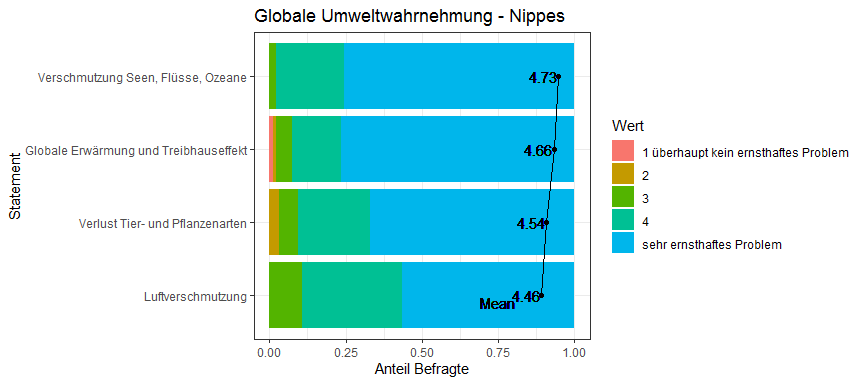 Globale Umweltwahrnehmung - Nippes
Statement
Verschmutzung Seen, Flüsse, Ozeane
4.73
Globale Erwärmung und Treibhauseffekt
4.66
Verlust Tier- und Pflanzenarten
4.54
Luftverschmutzung
4.46
Mean
0.00 0.25 0.50 0.75 1.00
Anteil Befragte
Wert
1 überhaupt kein ernsthaftes Problem
2
3
4
sehr ernsthaftes Problem